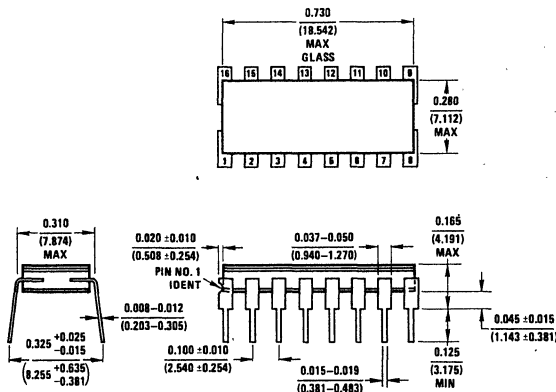 0.730
(18.542)
MAX
GLASS
16 15 14 13 12 11 10 9
0.280
(7.112)
MAX
1 2 3 4 5 6 7 8
0.310
(7.874)
MAX
0.020 ±0.010
(0.508 ±0.254)
PIN NO. 1
IDENT
0.037–0.050
(0.940–1.270)
0.165
(4.191)
MAX
0.008–0.012
(0.203–0.305)
0.045 ±0.015
(1.143 ±0.381)
0.325 +0.025 −0.015
(8.255 +0.635 −0.381)
0.100 ±0.010
(2.540 ±0.254)
0.015–0.019
(0.381–0.483)
0.125
(3.175)
MIN